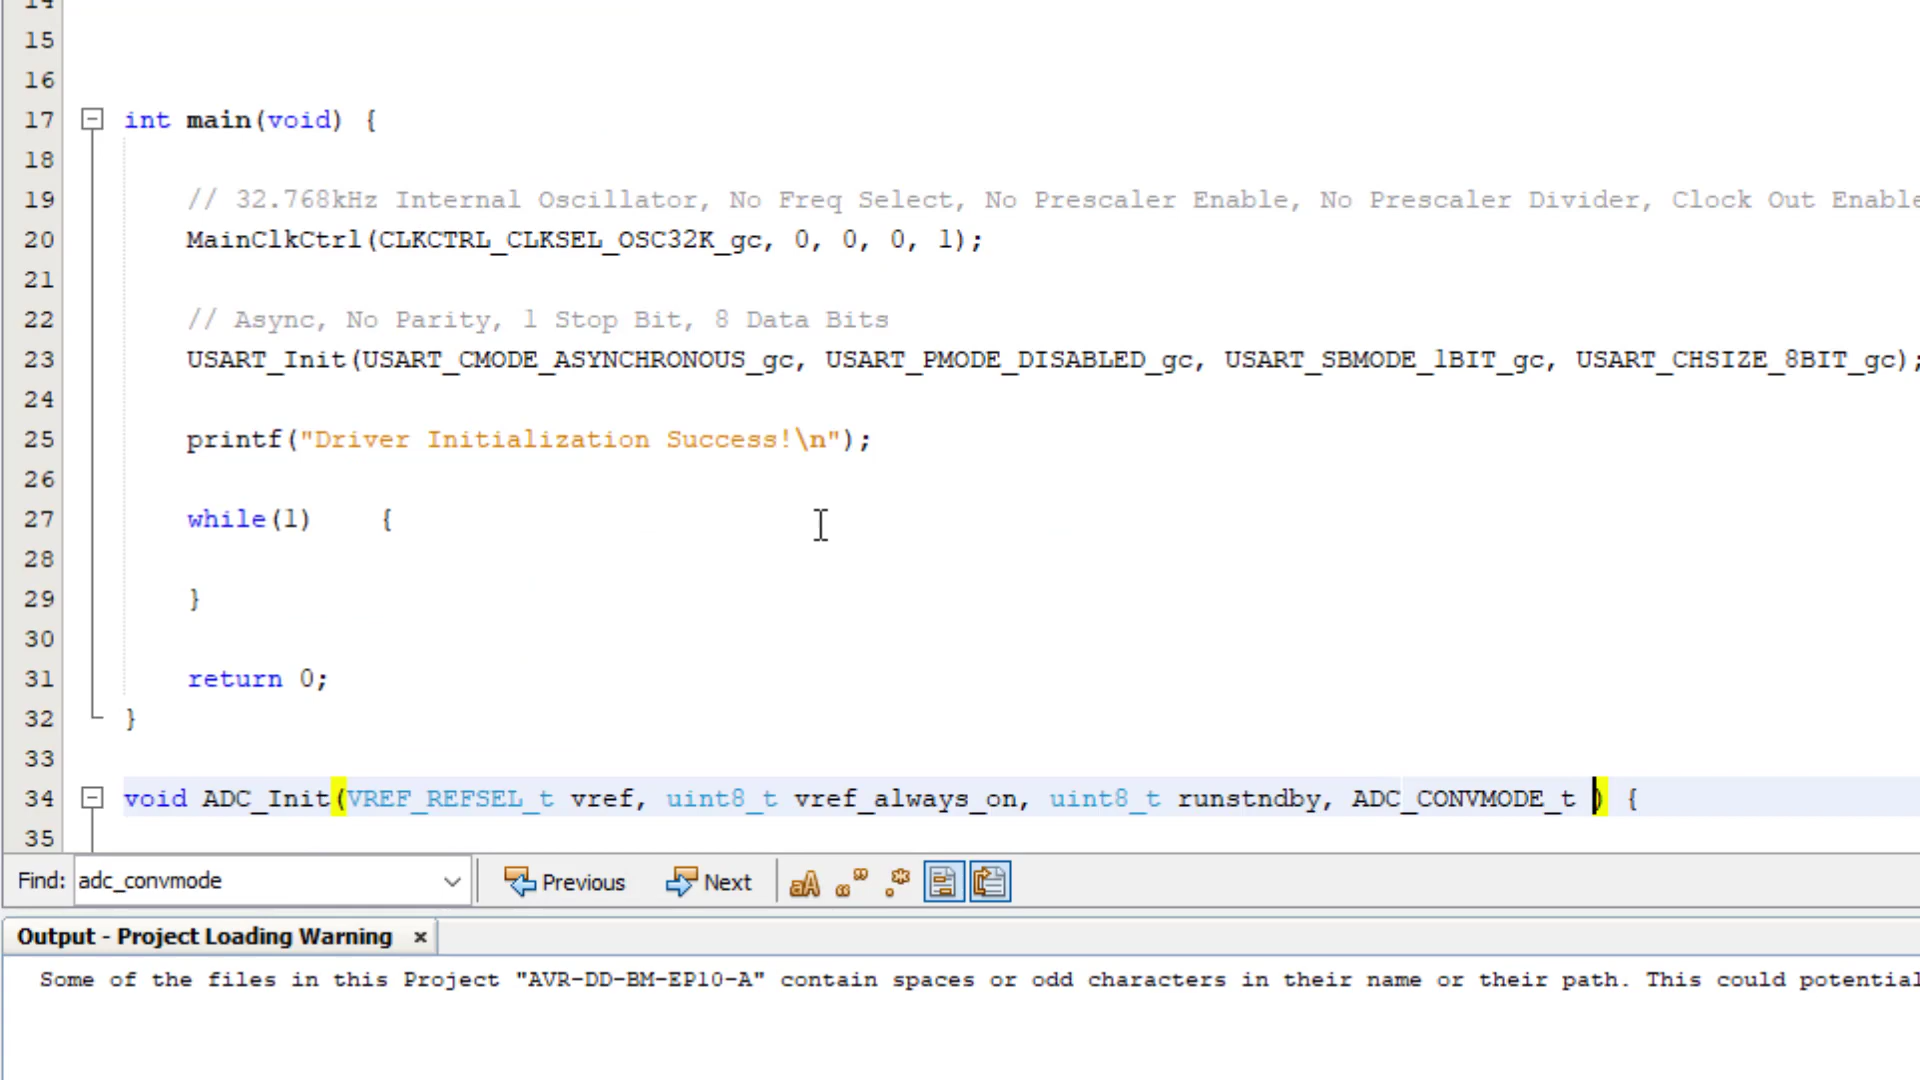 14
15
16
17 int main(void) {
18
19 // 32.768kHz Internal Oscillator, No Freq Select, No Prescaler Enable, No Prescaler Divider, Clock Out Enable
20 MainClkCtrl(CLKCTRL_CLKSEL_OSC32K_gc, 0, 0, 0, 1);
21
22 // Async, No Parity, 1 Stop Bit, 8 Data Bits
23 USART_Init(USART_CMODE_ASYNCHRONOUS_gc, USART_PMODE_DISABLED_gc, USART_SBMODE_1BIT_gc, USART_CHSIZE_8BIT_gc);
24
25 printf("Driver Initialization Success!\n");
26
27 while(1) {
28
29 }
30
31 return 0;
32 }
33
34 void ADC_Init(VREF_REFSEL_t vref, uint8_t vref_always_on, uint8_t runstndby, ADC_CONVMODE_t ) {
35
Find: adc_convmode Previous Next aA
Output - Project Loading Warning ×
Some of the files in this Project "AVR-DD-BM-EP10-A" contain spaces or odd characters in their name or their path. This could potential